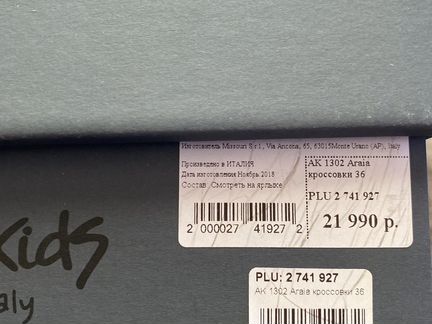 Изготовитель Missouri S.r.l., Via Ancona, 65, 63015Monte Urano (AP), Italy
Произведено в ИТАЛИЯ
Дата изготовления Ноябрь 2018
Состав Смотреть на ярлыке
AK 1302 Araia
кроссовки 36
PLU 2 741 927
21 990 р.
2 000027 741927 2
Kids
aly
PLU: 2 741 927
AK 1302 Araia кроссовки 36